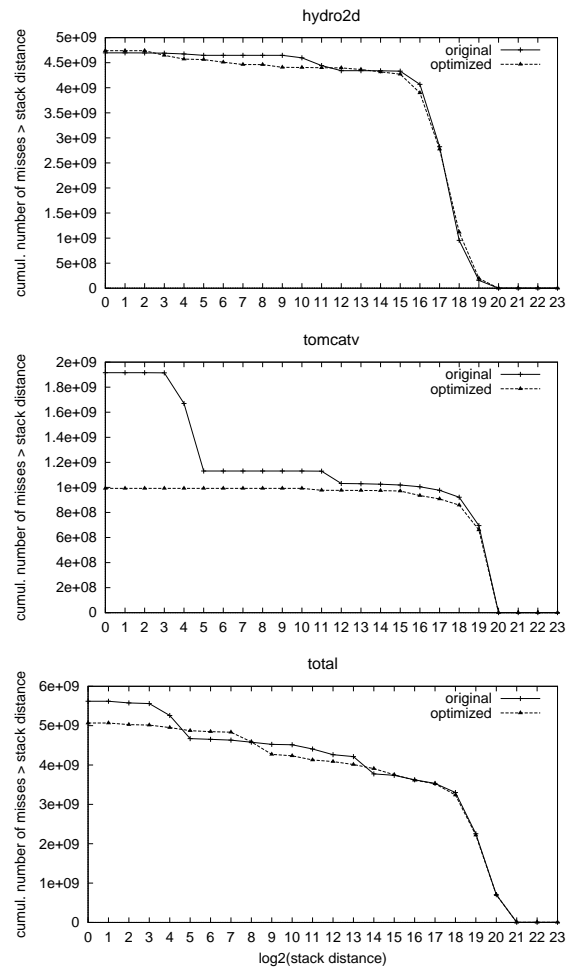 hydro2d
cumul. number of misses > stack distance
5e+09
4.5e+09
4e+09
3.5e+09
3e+09
2.5e+09
2e+09
1.5e+09
1e+09
5e+08
0
original
optimized
0 1 2 3 4 5 6 7 8 9 10 11 12 13 14 15 16 17 18 19 20 21 22 23
tomcatv
cumul. number of misses > stack distance
2e+09
1.8e+09
1.6e+09
1.4e+09
1.2e+09
1e+09
8e+08
6e+08
4e+08
2e+08
0
original
optimized
0 1 2 3 4 5 6 7 8 9 10 11 12 13 14 15 16 17 18 19 20 21 22 23
total
cumul. number of misses > stack distance
6e+09
5e+09
4e+09
3e+09
2e+09
1e+09
0
original
optimized
0 1 2 3 4 5 6 7 8 9 10 11 12 13 14 15 16 17 18 19 20 21 22 23
log2(stack distance)